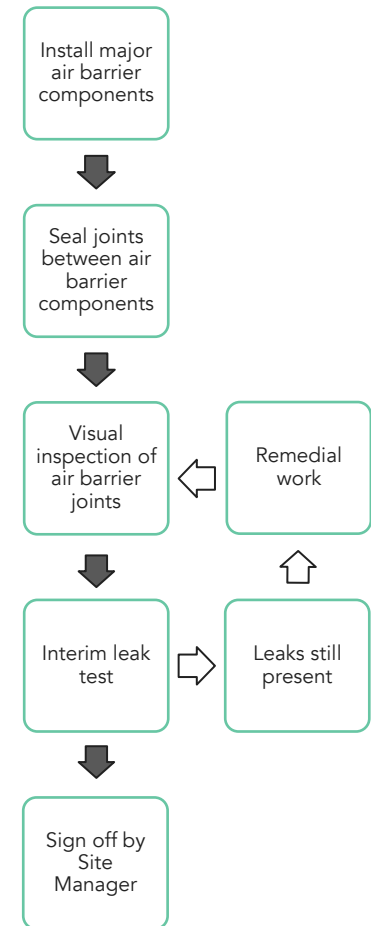 Install major
air barrier
components
Seal joints
between air
barrier
components
Visual
inspection of
air barrier
joints
Remedial
work
Interim leak
test
Leaks still
present
Sign off by
Site
Manager